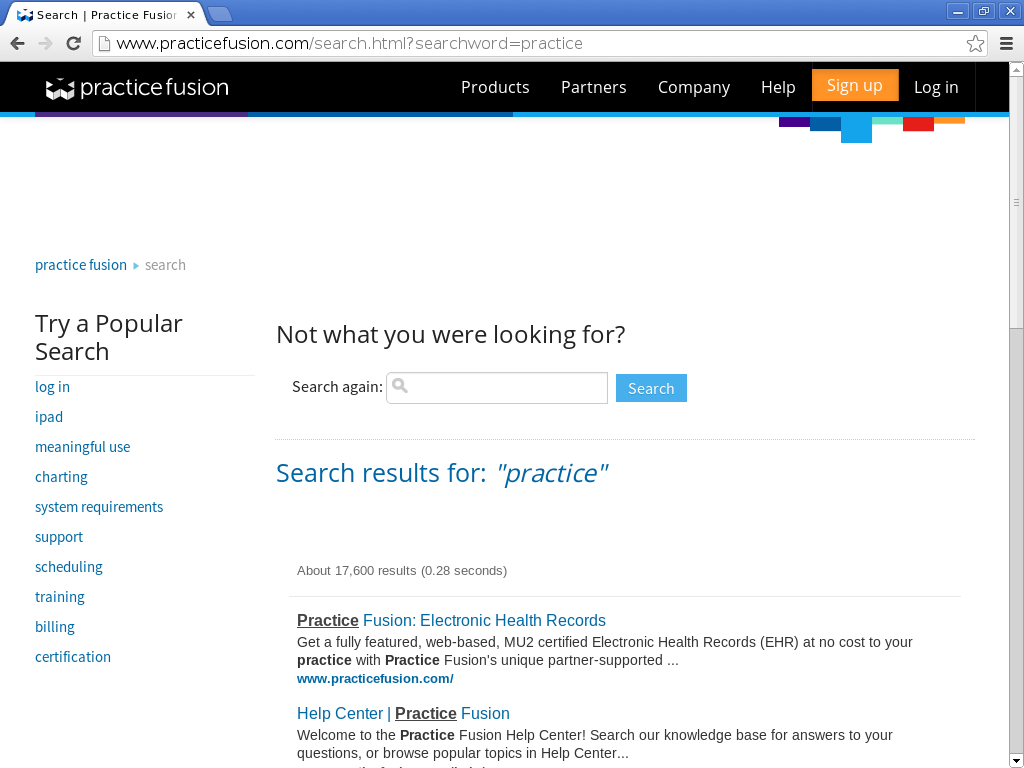 Search | Practice Fusion
www.practicefusion.com/search.html?searchword=practice
practice fusion
Products
Partners
Company
Help
Sign up
Log in
practice fusion
search
Try a Popular
Search
log in
ipad
meaningful use
charting
system requirements
support
scheduling
training
billing
certification
Not what you were looking for?
Search again:
Search
Search results for: "practice"
About 17,600 results (0.28 seconds)
Practice Fusion: Electronic Health Records
Get a fully featured, web-based, MU2 certified Electronic Health Records (EHR) at no cost to your
practice with Practice Fusion's unique partner-supported ...
www.practicefusion.com/
Help Center | Practice Fusion
Welcome to the Practice Fusion Help Center! Search our knowledge base for answers to your
questions, or browse popular topics in Help Center...